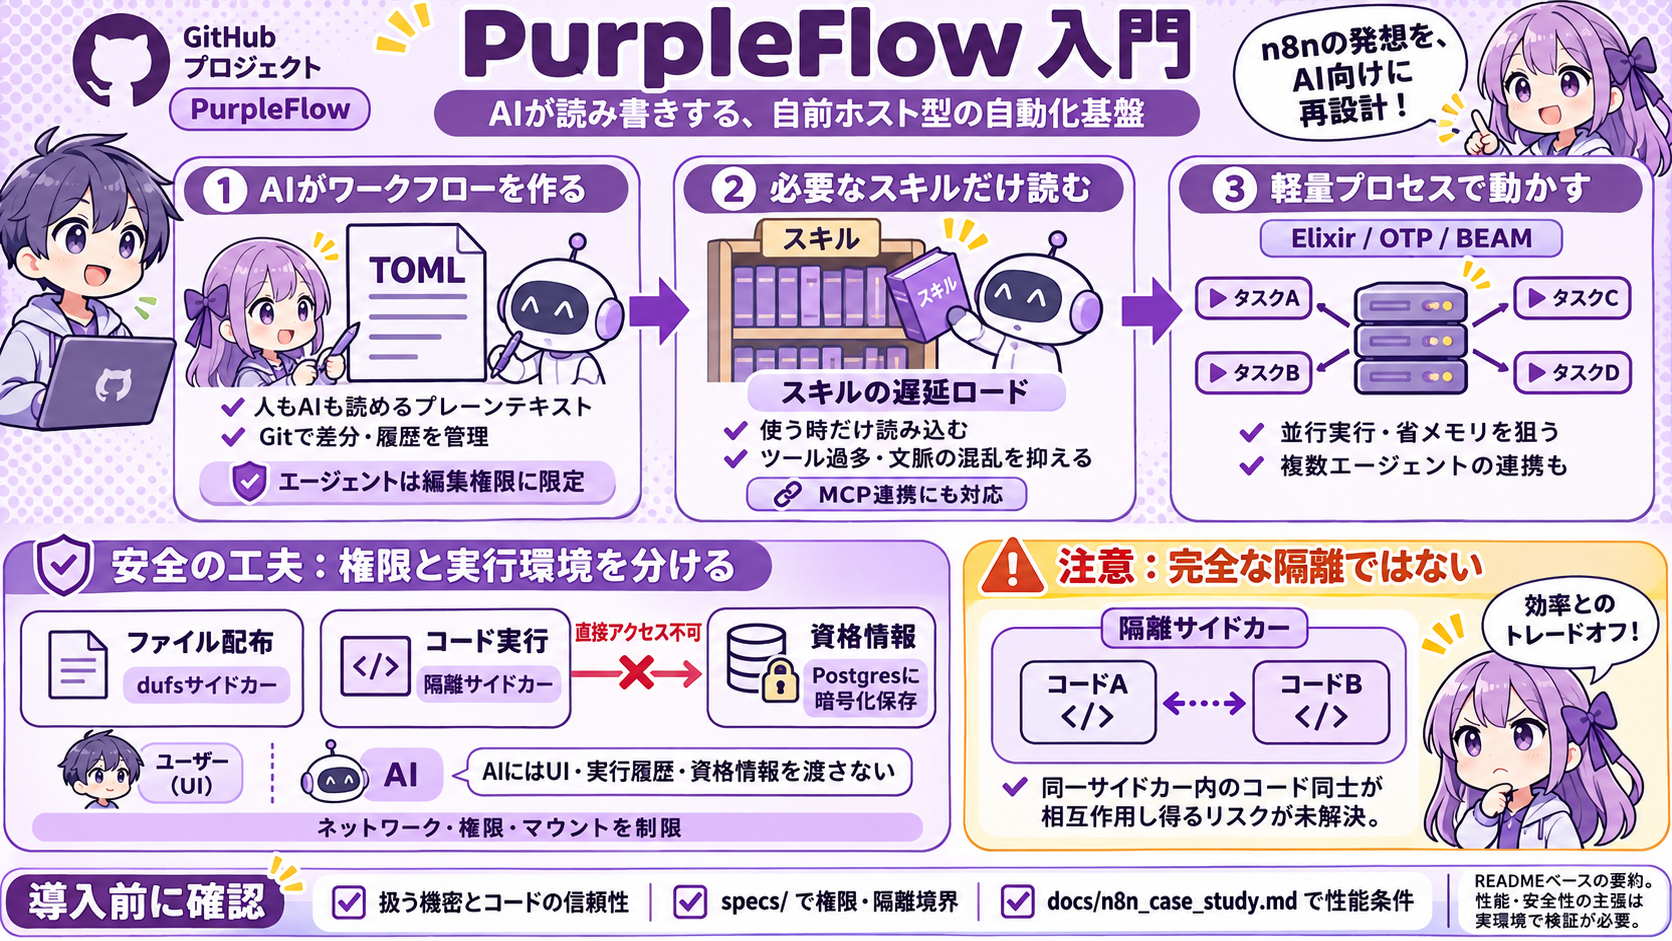 GitHub
プロジェクト
PurpleFlow
PurpleFlow 入門
AIが読み書きする、自前ホスト型の自動化基盤
n8nの発想を、
AI向けに
再設計！
1 AIがワークフローを作る
TOML
人もAIも読めるプレーンテキスト
Gitで差分・履歴を管理
エージェントは編集権限に限定
2 必要なスキルだけ読む
スキル
スキル
スキルの遅延ロード
使う時だけ読み込む
ツール過多・文脈の混乱を抑える
MCP連携にも対応
3 軽量プロセスで動かす
Elixir / OTP / BEAM
タスクA
タスクC
タスクB
タスクD
並行実行・省メモリを狙う
複数エージェントの連携も
安全の工夫：権限と実行環境を分ける
ファイル配布
dufsサイドカー
</>
コード実行
隔離サイドカー
直接アクセス不可
資格情報
Postgresに
暗号化保存
ユーザー
（UI）
AI
AIにはUI・実行履歴・資格情報を渡さない
ネットワーク・権限・マウントを制限
注意：完全な隔離ではない
隔離サイドカー
コードA
</>
コードB
</>
効率との
トレードオフ！
同一サイドカー内のコード同士が
相互作用し得るリスクが未解決。
導入前に確認
扱う機密とコードの信頼性
specs/ で権限・隔離境界
docs/n8n_case_study.md で性能条件
READMEベースの要約。
性能・安全性の主張は
実環境で検証が必要。